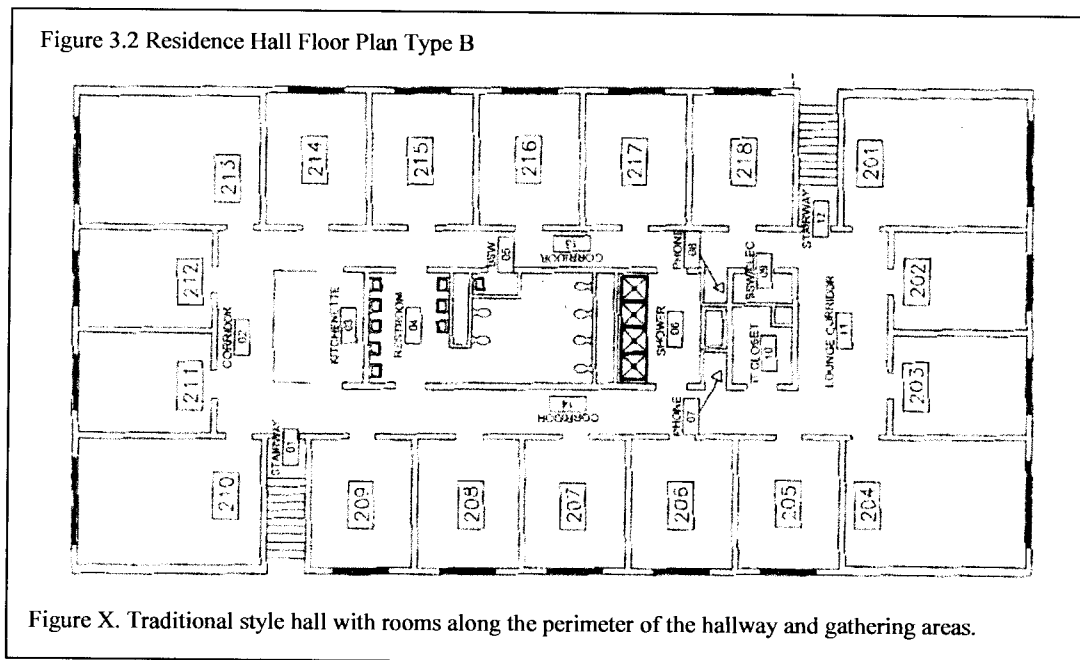 Figure 3.2 Residence Hall Floor Plan Type B
213
214
215
216
217
218
201
STAIRWAY
12
212
CORRIDOR
02
211
KITCHENETTE
03
RESTROOM
04
05
CORRIDOR
13
PHONE
08
SSW/ELEC
09
SHOWER
06
IT CLOSET
10
LOUNGE CORRIDOR
11
202
203
CORRIDOR
14
PHONE
07
STAIRWAY
01
210
209
208
207
206
205
204
Figure X. Traditional style hall with rooms along the perimeter of the hallway and gathering areas.